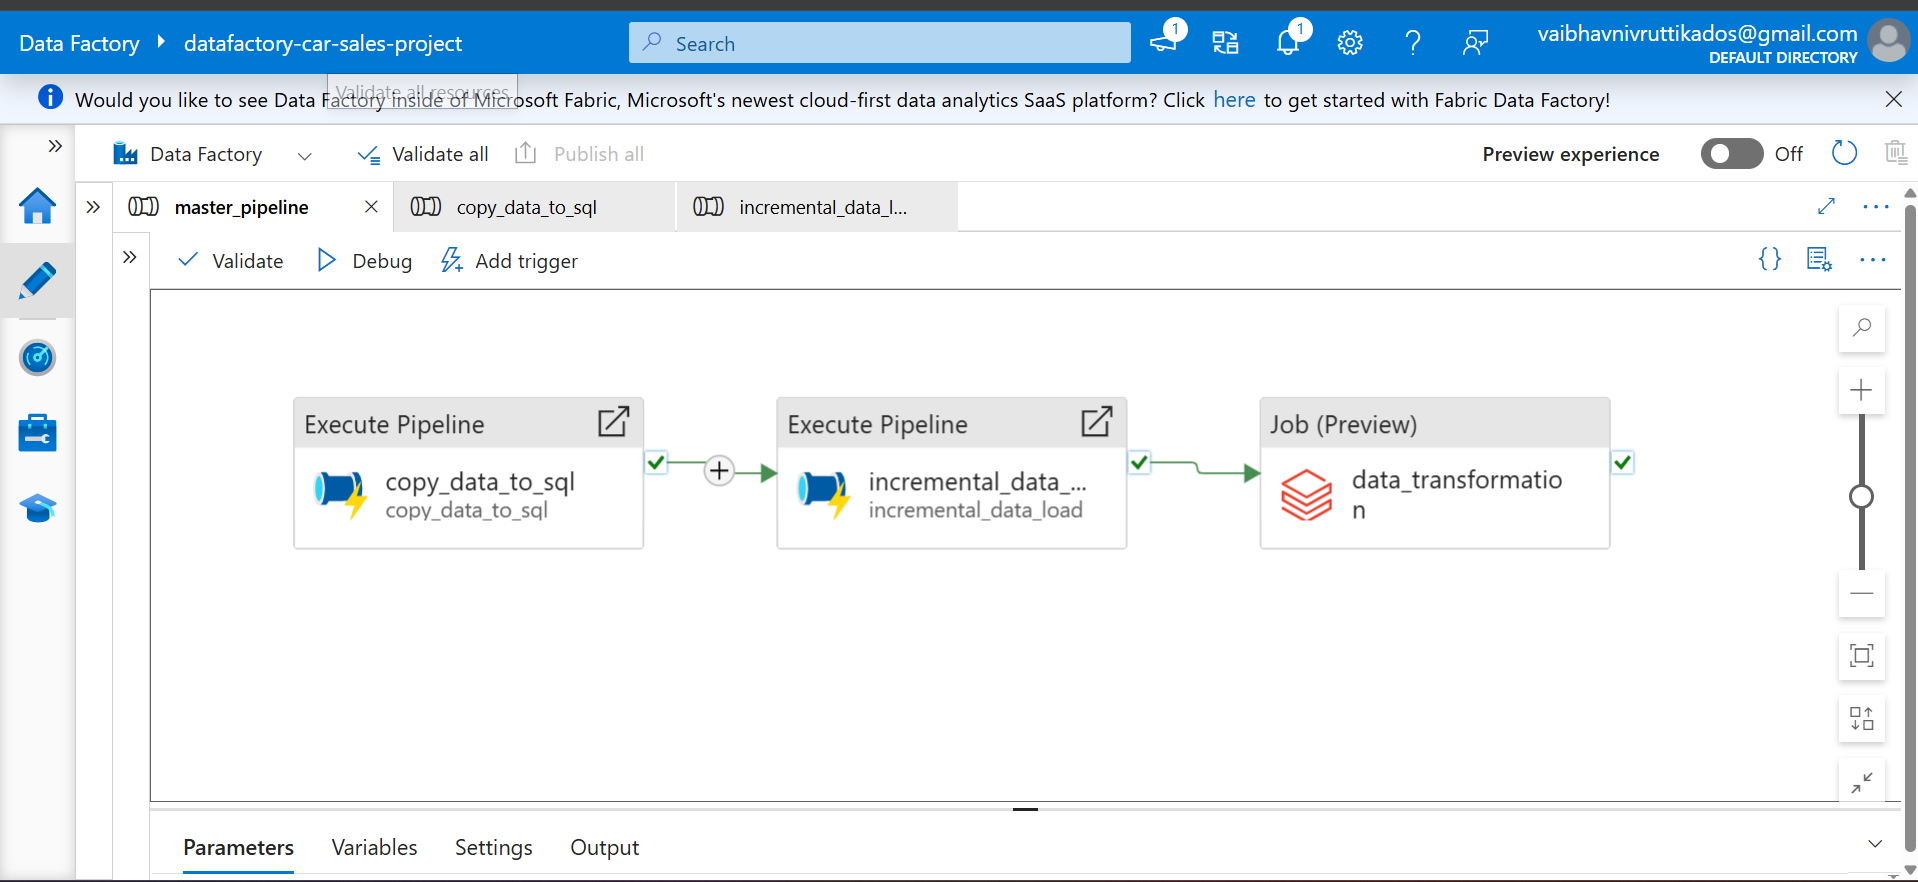 Data Factory
datafactory-car-sales-project
Search
1
1
vaibhavnivruttikados@gmail.com
DEFAULT DIRECTORY
Validate all resources
Would you like to see Data Factory inside of Microsoft Fabric, Microsoft's newest cloud-first data analytics SaaS platform? Click here to get started with Fabric Data Factory!
Data Factory
Validate all
Publish all
Preview experience
Off
master_pipeline
copy_data_to_sql
incremental_data_l...
Validate
Debug
Add trigger
Execute Pipeline
copy_data_to_sql
copy_data_to_sql
Execute Pipeline
incremental_data_...
incremental_data_load
Job (Preview)
data_transformatio
n
Parameters
Variables
Settings
Output